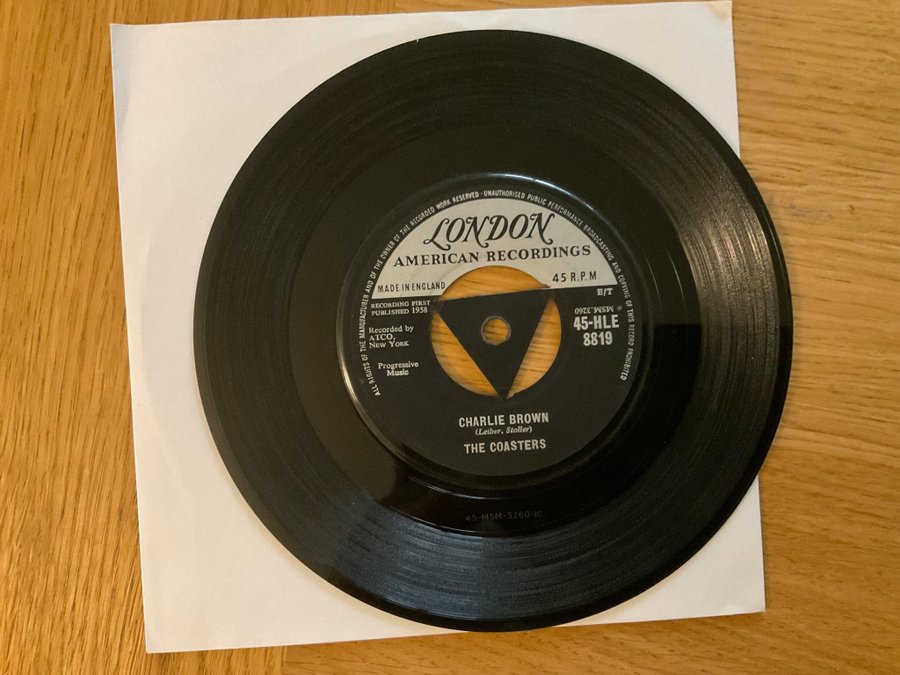 ALL RIGHTS OF THE MANUFACTURER AND OF THE OWNER OF THE RECORDED WORK RESERVED · UNAUTHORISED PUBLIC PERFORMANCE BROADCASTING AND COPYING OF THIS RECORD PROHIBITED
LONDON
AMERICAN RECORDINGS
MADE IN ENGLAND
45 R.P.M
RECORDING FIRST
PUBLISHED 1958
E/T
MSM.3260
Recorded by
ATCO,
NEW YORK
45-HLE
8819
Progressive
Music
CHARLIE BROWN
(Leiber, Stoller)
THE COASTERS
45-MSM-3260-1C